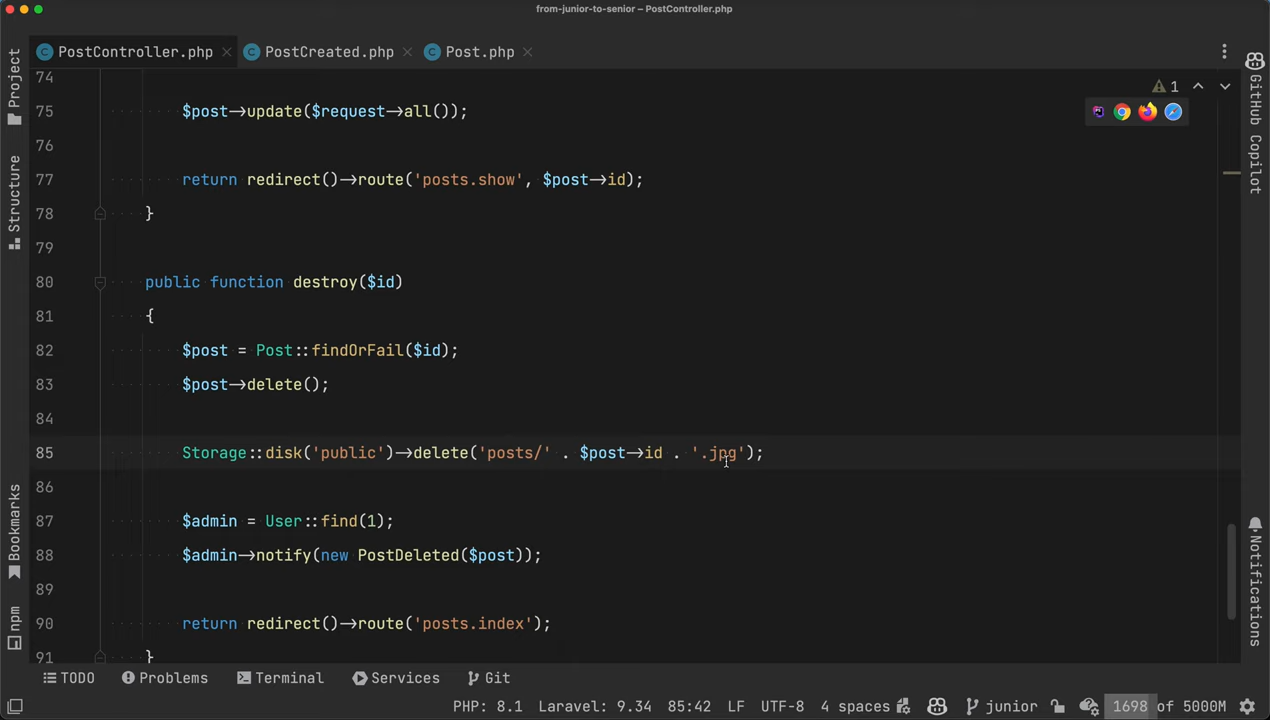 from-junior-to-senior – PostController.php
PostController.php
PostCreated.php
Post.php
Project
Structure
Bookmarks
npm
74
1
75 $post->update($request->all());
76
77 return redirect()->route('posts.show', $post->id);
78 }
79
80 public function destroy($id)
81 {
82 $post = Post::findOrFail($id);
83 $post->delete();
84
85 Storage::disk('public')->delete('posts/' . $post->id . '.jpg');
86
87 $admin = User::find(1);
88 $admin->notify(new PostDeleted($post));
89
90 return redirect()->route('posts.index');
91 }
GitHub Copilot
Notifications
TODO Problems Terminal Services Git
PHP: 8.1 Laravel: 9.34 85:42 LF UTF-8 4 spaces junior 1698 of 5000M